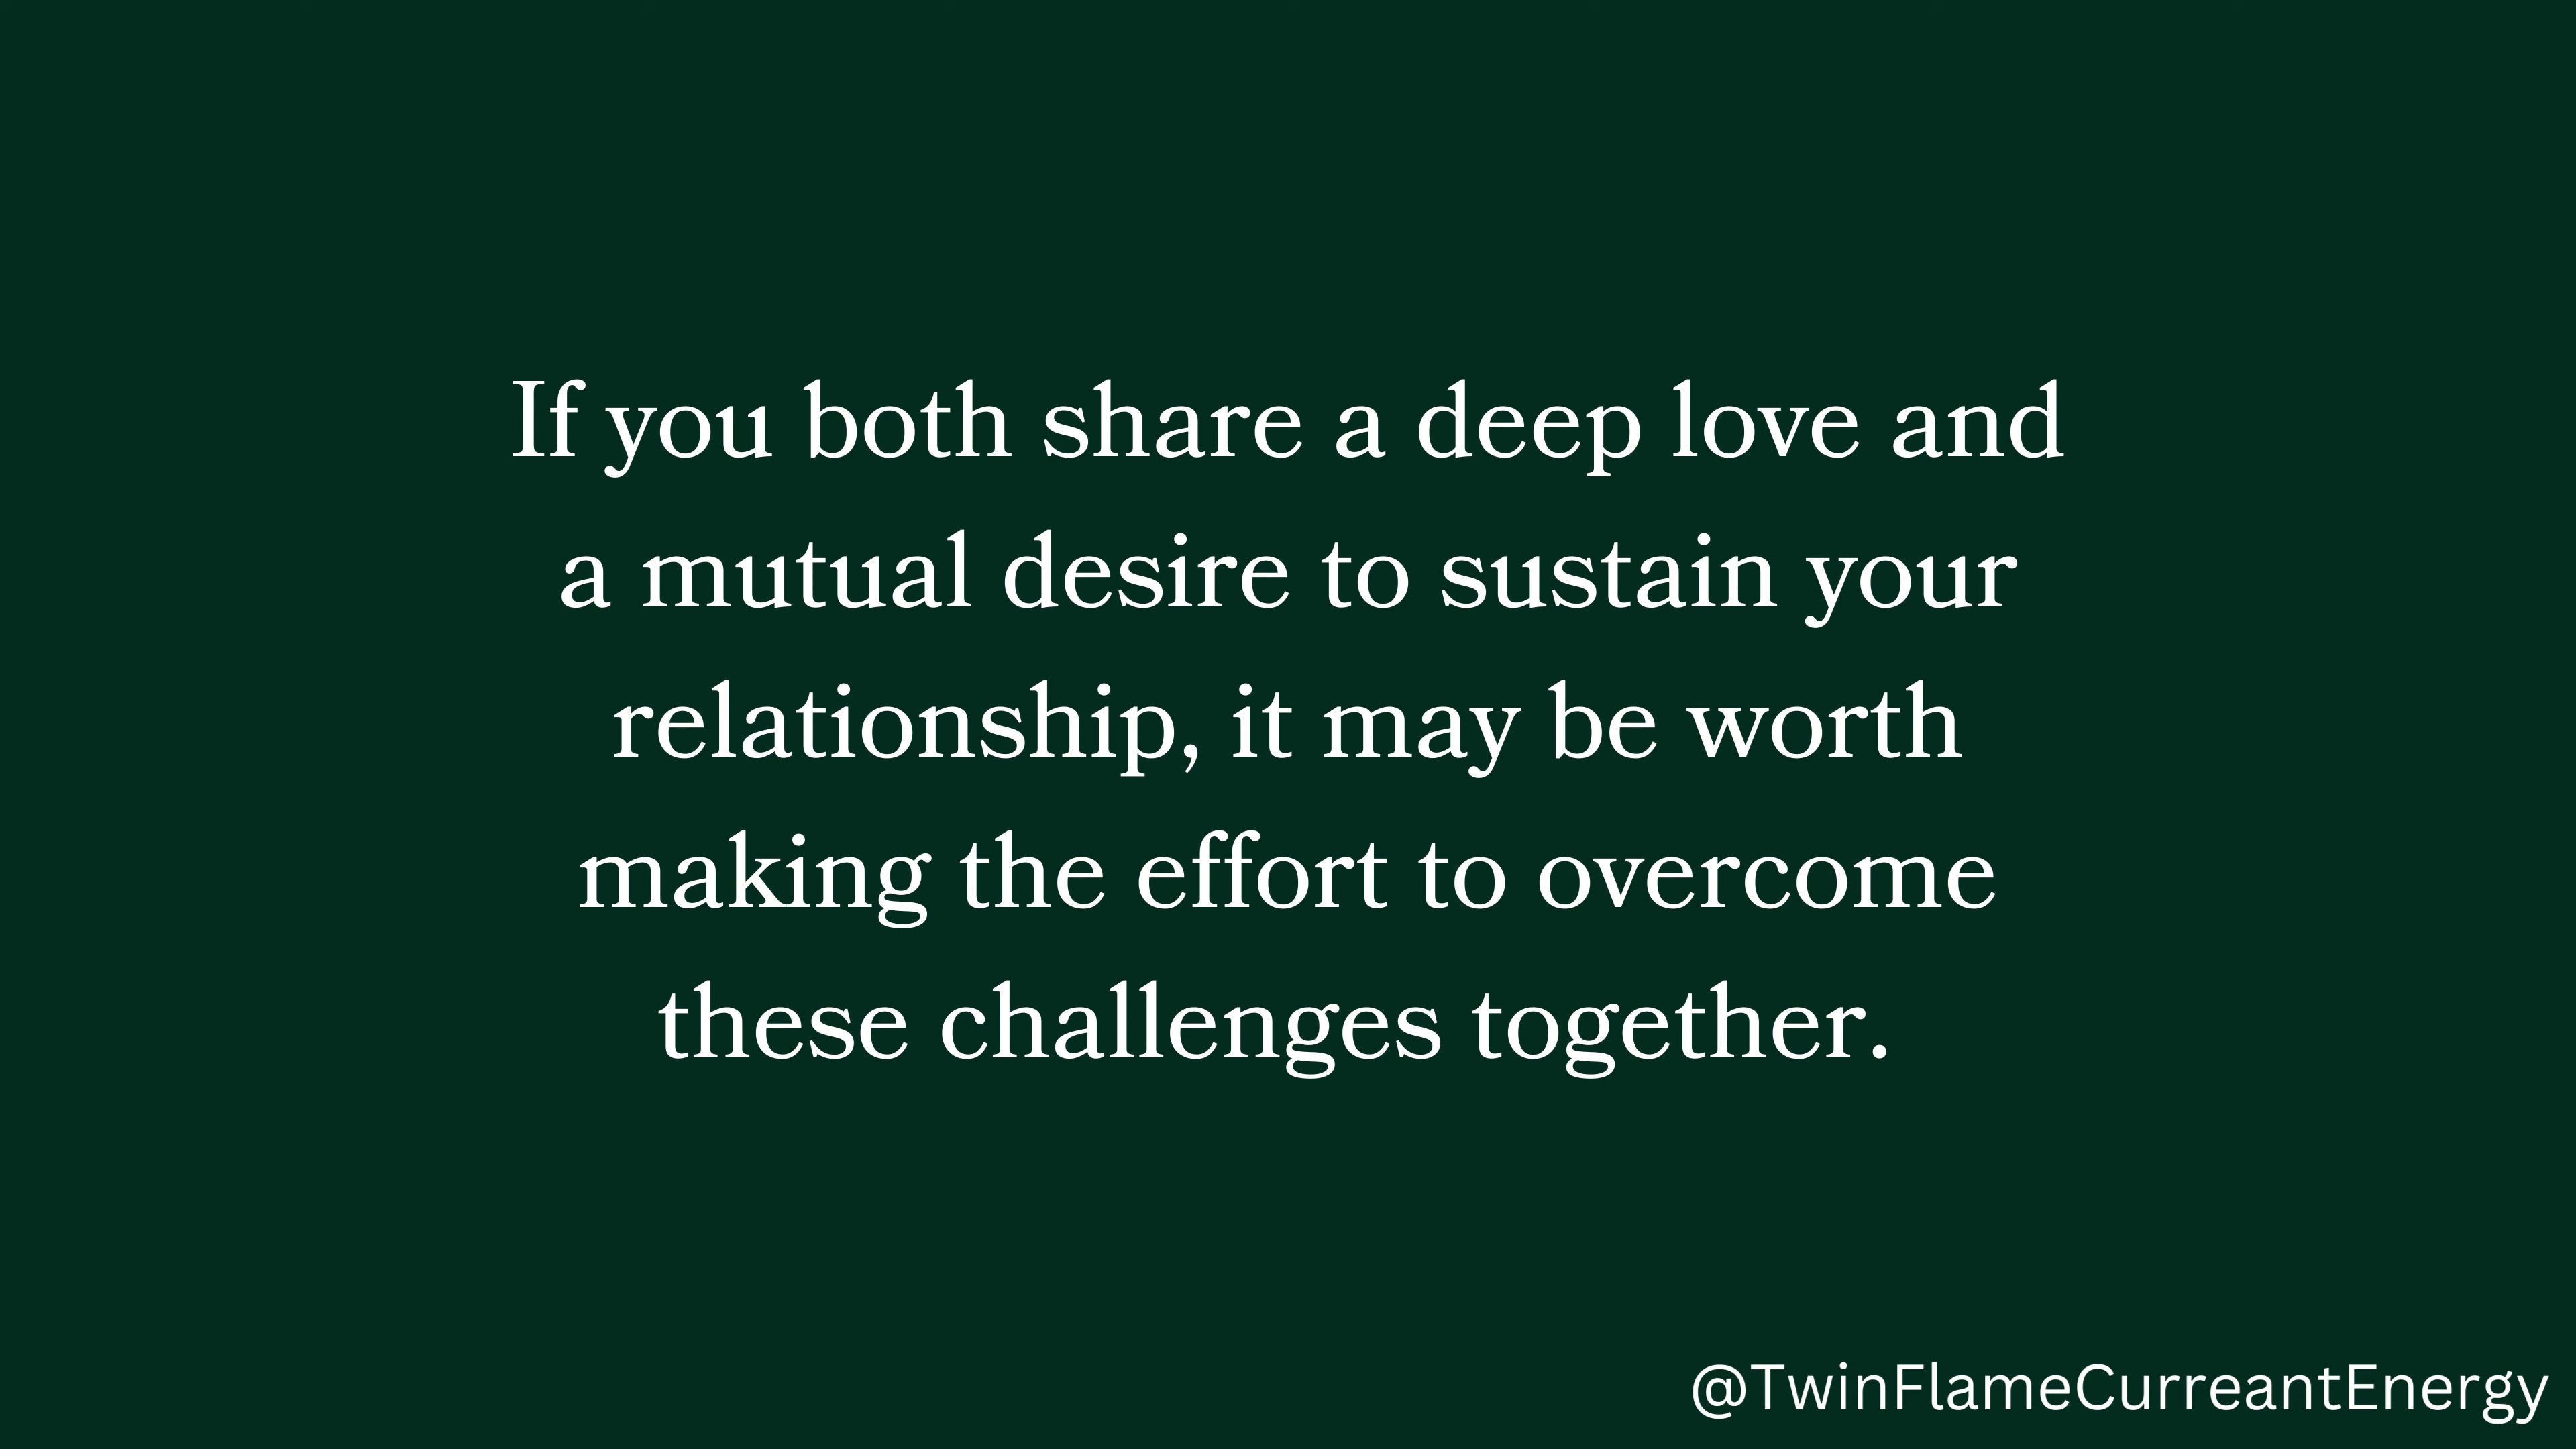 If you both share a deep love and
a mutual desire to sustain your
relationship, it may be worth
making the effort to overcome
these challenges together.
@TwinFlameCurreantEnergy